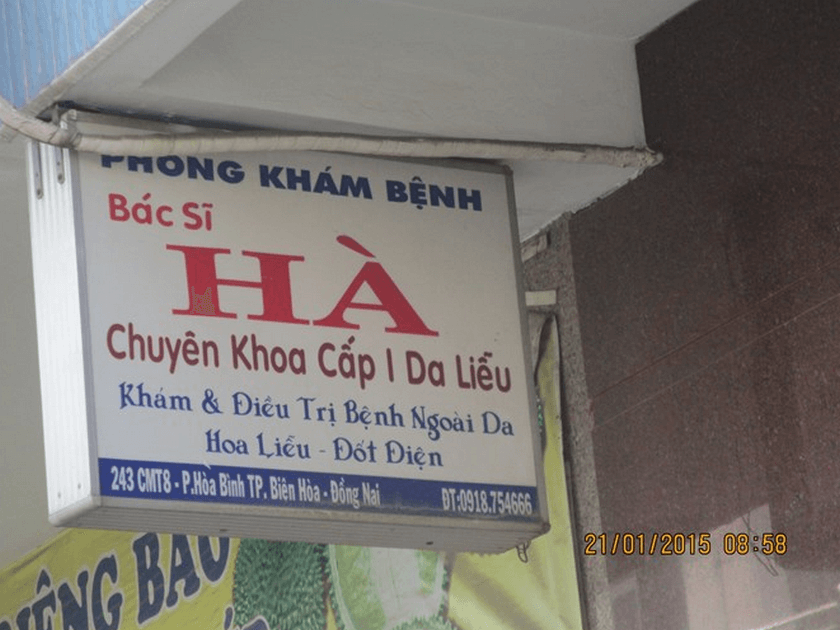 PHÒNG KHÁM BỆNH
Bác Sĩ
HÀ
Chuyên Khoa Cấp I Da Liễu
Khám & Điều Trị Bệnh Ngoài Da
Hoa Liễu - Đốt Điện
243 CMT8 - P.Hòa Bình TP. Biên Hòa - Đồng Nai
ĐT:0918.754666
21/01/2015 08:58